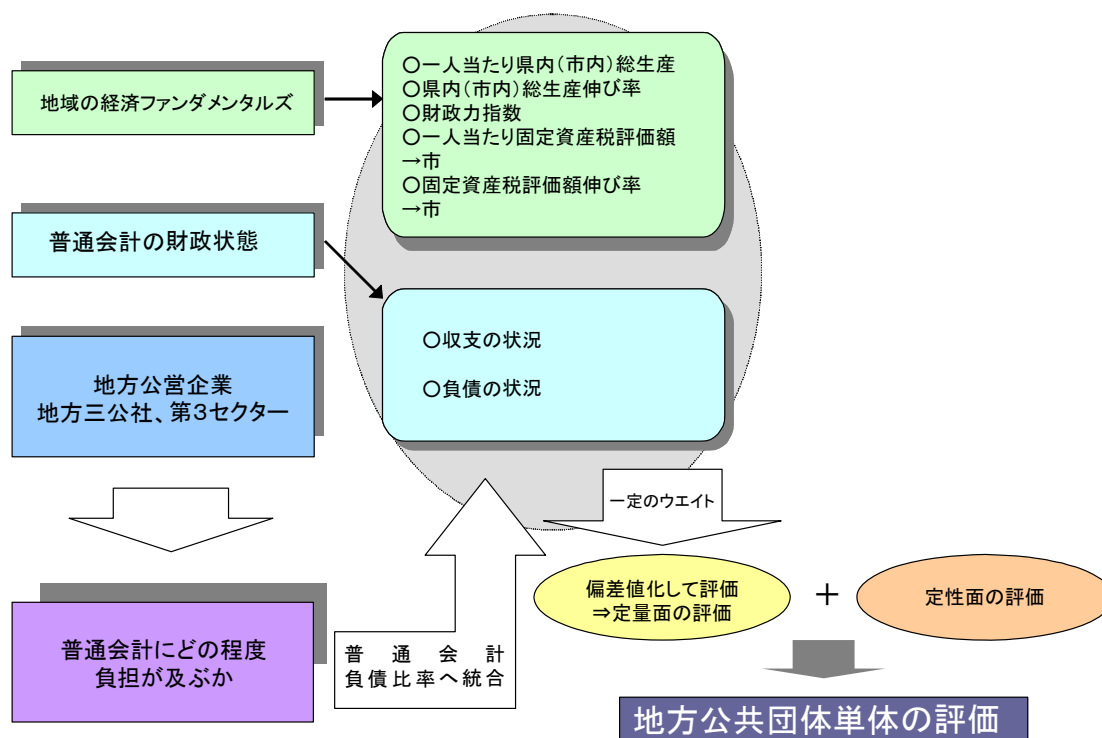 地域の経済ファンダメンタルズ
○一人当たり県内(市内)総生産
○県内(市内)総生産伸び率
○財政力指数
○一人当たり固定資産税評価額
→市
○固定資産税評価額伸び率
→市
普通会計の財政状態
○収支の状況
○負債の状況
地方公営企業
地方三公社、第3セクター
普通会計にどの程度
負担が及ぶか
普通会計
負債比率へ統合
一定のウエイト
偏差値化して評価
⇒定量面の評価
+
定性面の評価
地方公共団体単体の評価